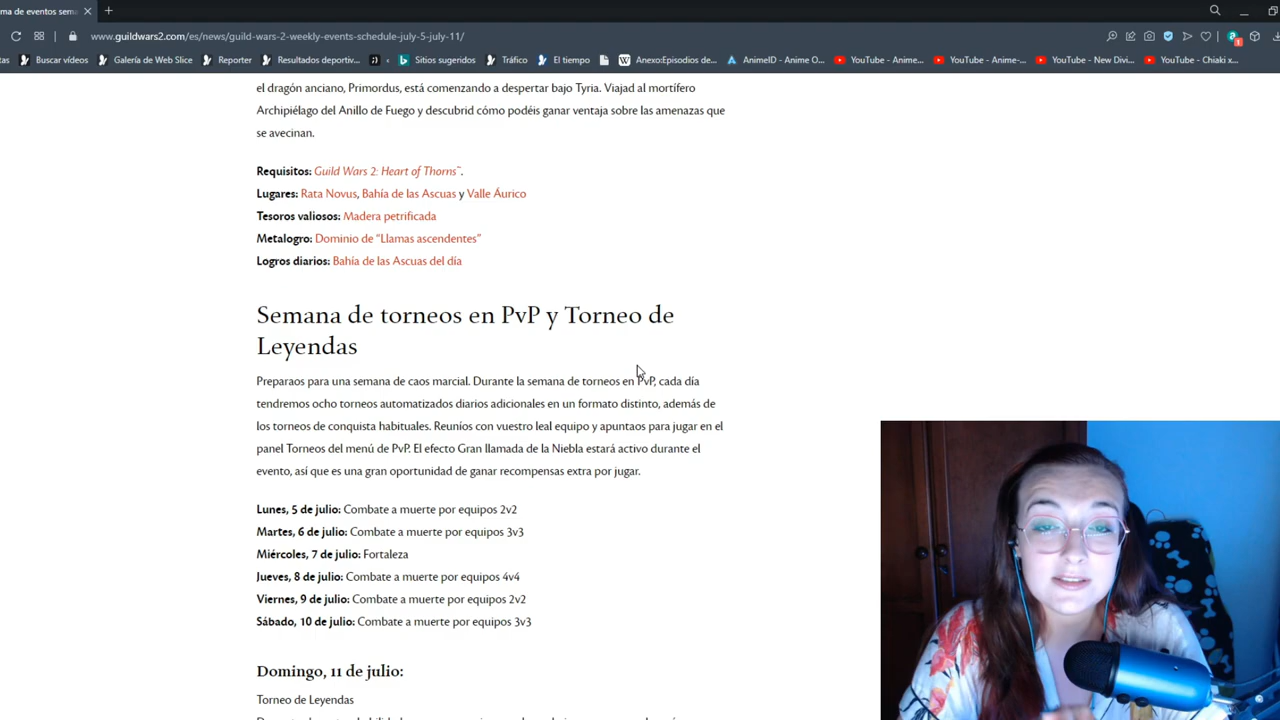 ma de eventos sema
www.guildwars2.com/es/news/guild-wars-2-weekly-events-schedule-july-5-july-11/
tas
Buscar vídeos
Galería de Web Slice
Reporter
Resultados deportiv...
Sitios sugeridos
Tráfico
El tiempo
Anexo:Episodios de...
AnimeID - Anime O...
YouTube - Anime...
YouTube - Anime-...
YouTube - New Divi...
YouTube - Chiaki x...
el dragón anciano, Primordus, está comenzando a despertar bajo Tyria. Viajad al mortífero
Archipiélago del Anillo de Fuego y descubrid cómo podéis ganar ventaja sobre las amenazas que
se avecinan.
Requisitos: Guild Wars 2: Heart of Thorns™.
Lugares: Rata Novus, Bahía de las Ascuas y Valle Áurico
Tesoros valiosos: Madera petrificada
Metalogro: Dominio de “Llamas ascendentes”
Logros diarios: Bahía de las Ascuas del día
Semana de torneos en PvP y Torneo de
Leyendas
Preparaos para una semana de caos marcial. Durante la semana de torneos en PvP, cada día
tendremos ocho torneos automatizados diarios adicionales en un formato distinto, además de
los torneos de conquista habituales. Reuníos con vuestro leal equipo y apuntaos para jugar en el
panel Torneos del menú de PvP. El efecto Gran llamada de la Niebla estará activo durante el
evento, así que es una gran oportunidad de ganar recompensas extra por jugar.
Lunes, 5 de julio: Combate a muerte por equipos 2v2
Martes, 6 de julio: Combate a muerte por equipos 3v3
Miércoles, 7 de julio: Fortaleza
Jueves, 8 de julio: Combate a muerte por equipos 4v4
Viernes, 9 de julio: Combate a muerte por equipos 2v2
Sábado, 10 de julio: Combate a muerte por equipos 3v3
Domingo, 11 de julio:
Torneo de Leyendas